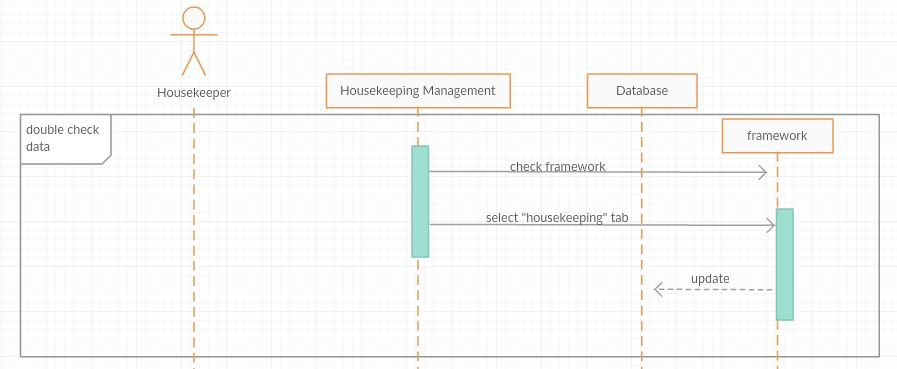 Housekeeper
Housekeeping Management
Database
double check
data
framework
check framework
select "housekeeping" tab
update